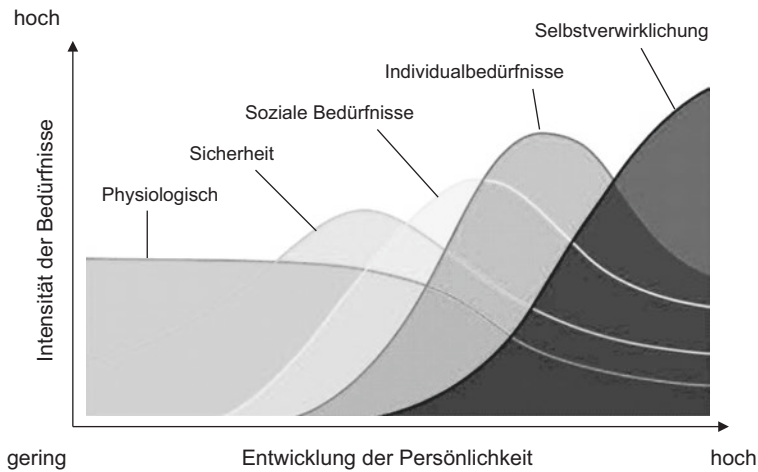 hoch
Selbstverwirklichung
Individualbedürfnisse
Soziale Bedürfnisse
Sicherheit
Physiologisch
Intensität der Bedürfnisse
gering
Entwicklung der Persönlichkeit
hoch